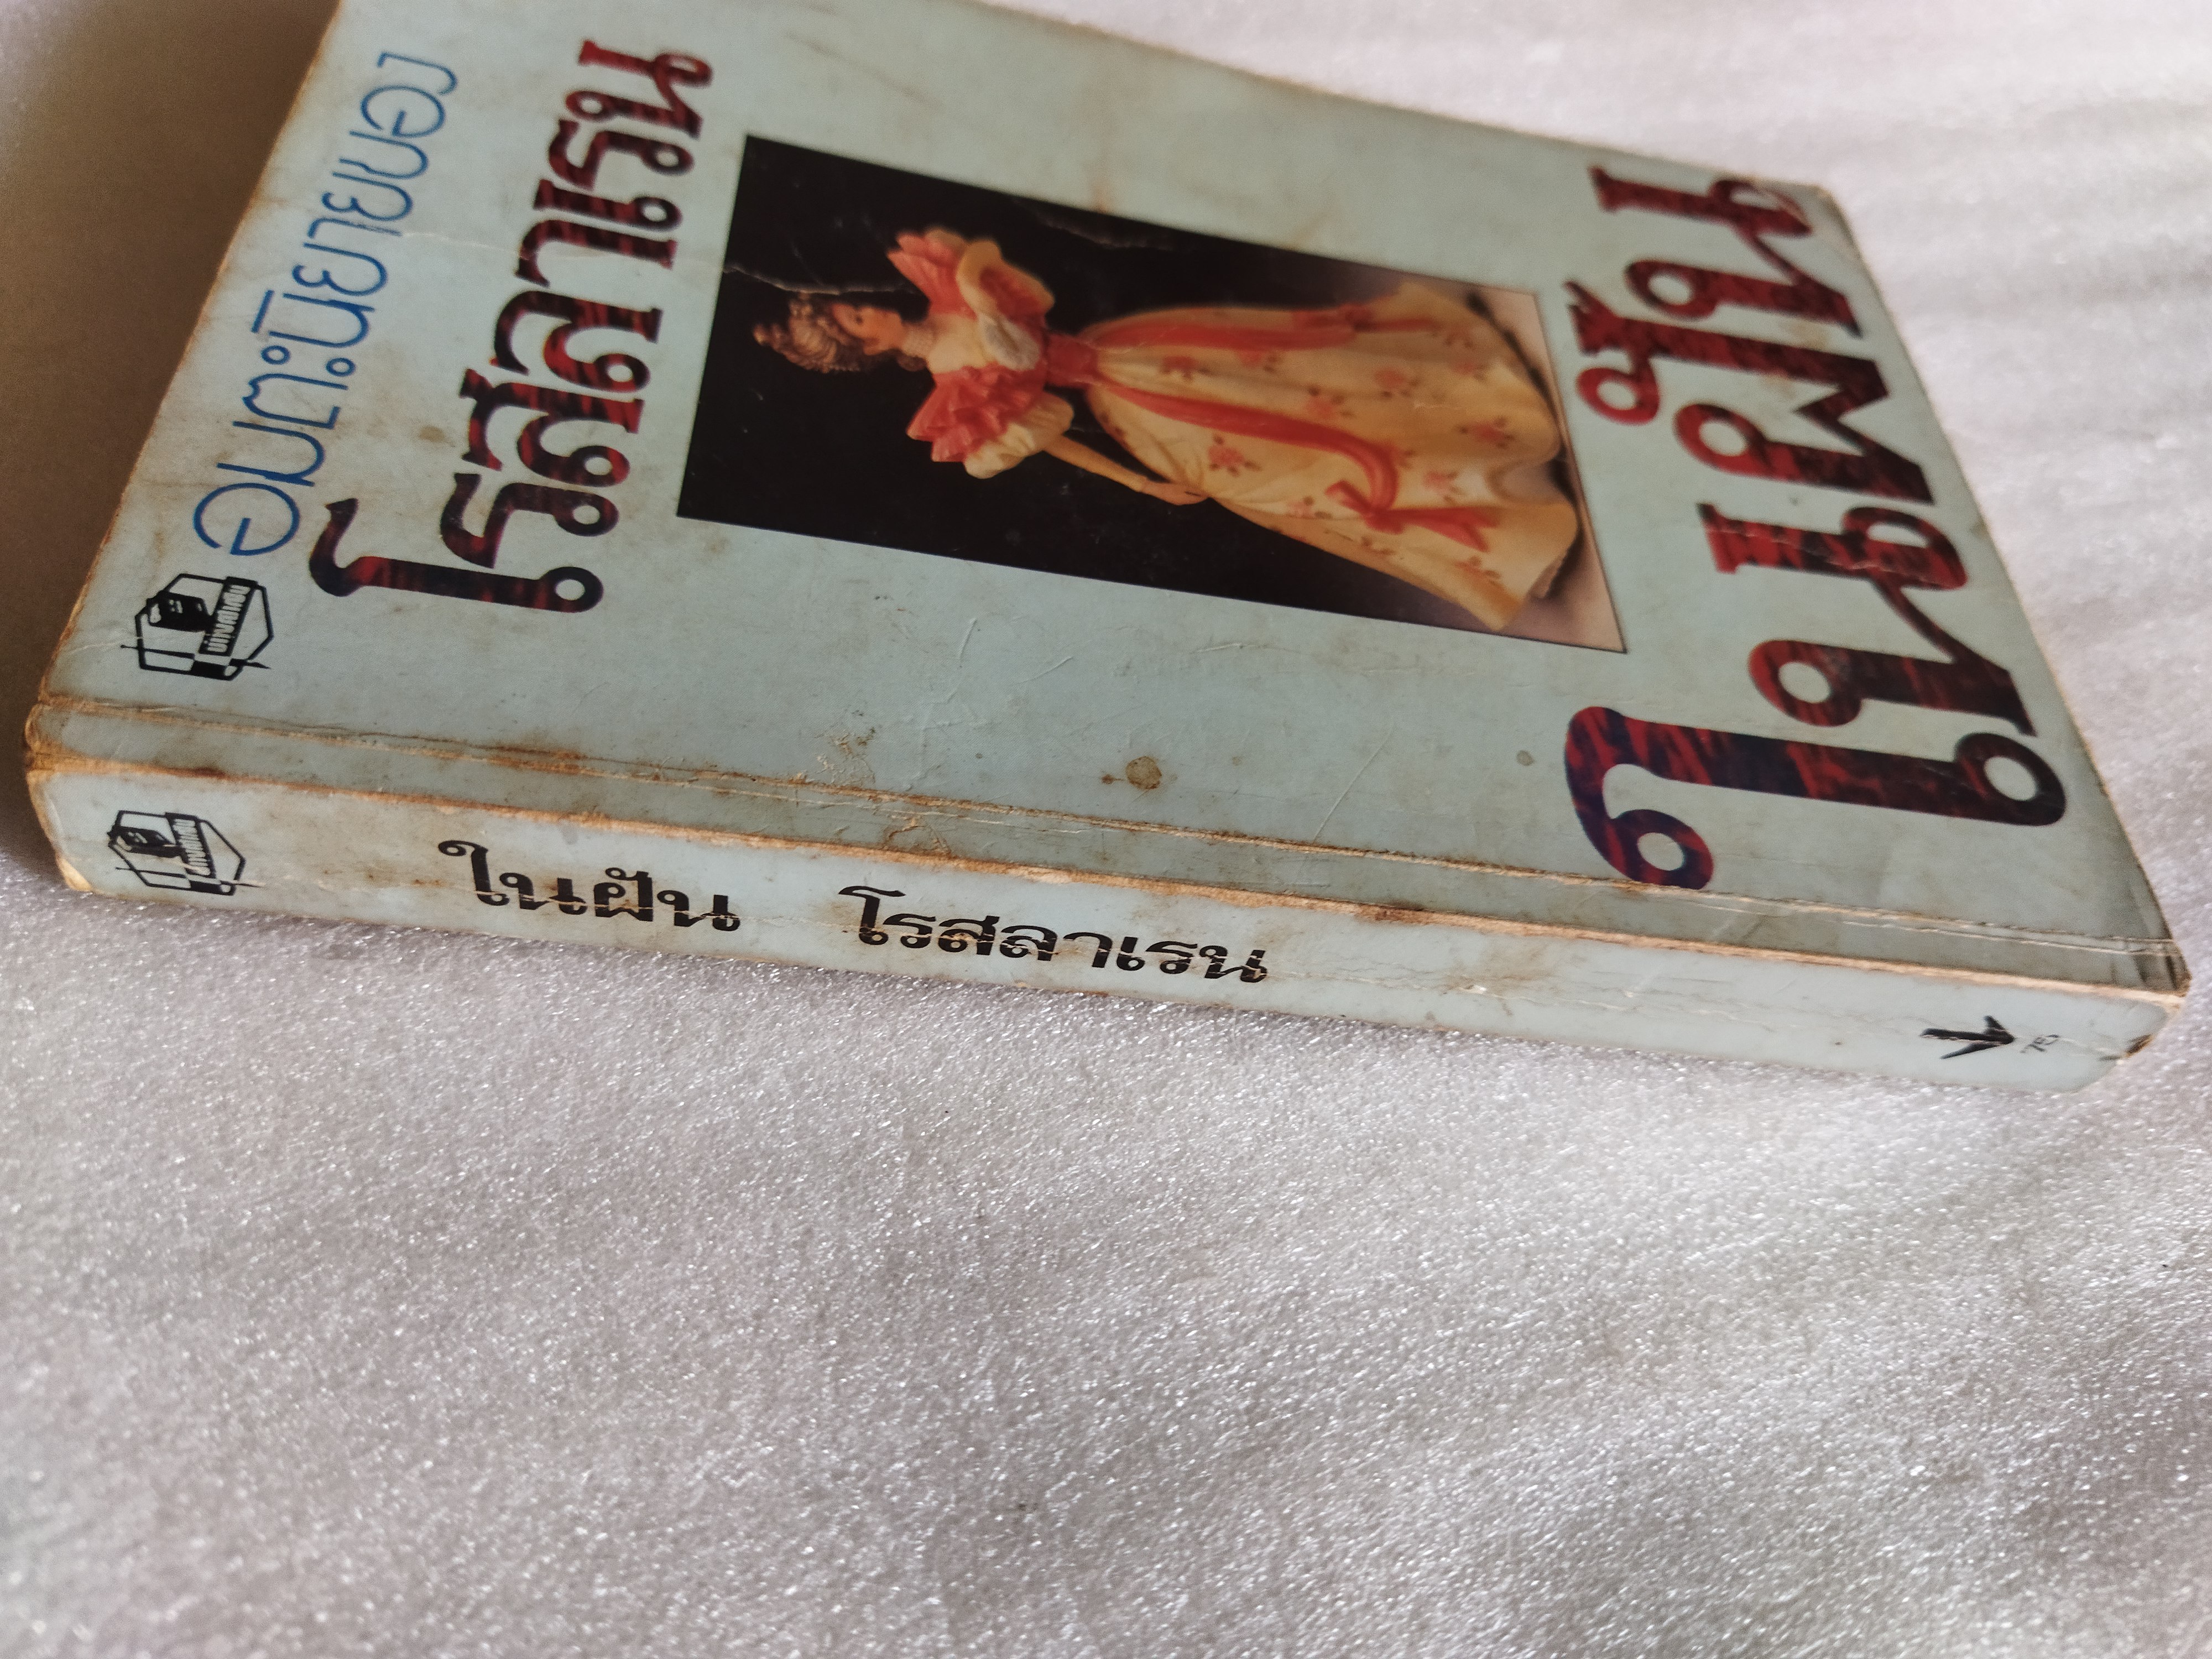 อมตะนิยายของ
โรสลาเรน
ในฝัน
ในฝัน โรสลาเรน